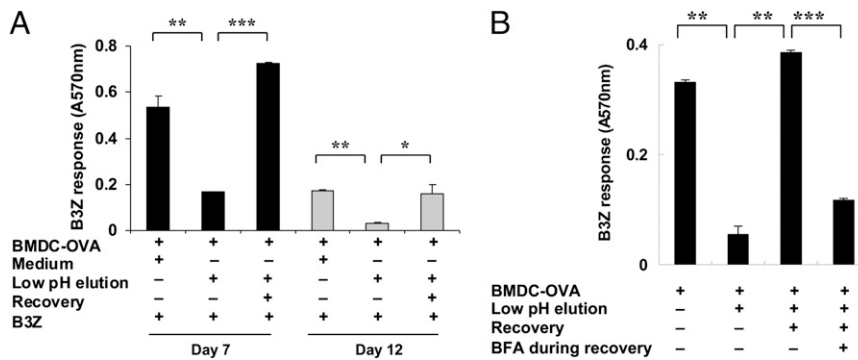 A
B3Z response (A570nm)
0.8
0.6
0.4
0.2
0
** ***
** *
BMDC-OVA + + + + + +
Medium + – – + – –
Low pH elution – + + – + +
Recovery – – + – – +
B3Z + + + + + +
Day 7 Day 12
B
B3Z response (A570nm)
0.4
0.2
0
** ** ***
BMDC-OVA + + + +
Low pH elution – + + +
Recovery – – + +
BFA during recovery – – – +